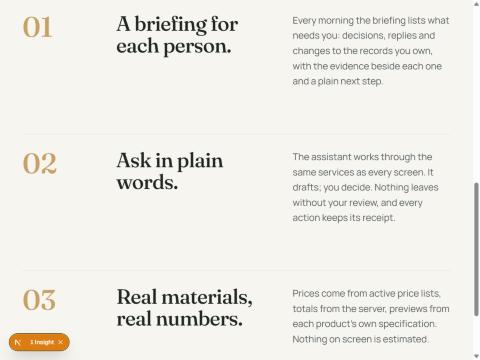 01
A briefing for
each person.
Every morning the briefing lists what
needs you: decisions, replies and
changes to the records you own,
with the evidence beside each one
and a plain next step.
02
Ask in plain
words.
The assistant works through the
same services as every screen. It
drafts; you decide. Nothing leaves
without your review, and every
action keeps its receipt.
03
Real materials,
real numbers.
Prices come from active price lists,
totals from the server, previews from
each product's own specification.
Nothing on screen is estimated.
N 1 Insight ×